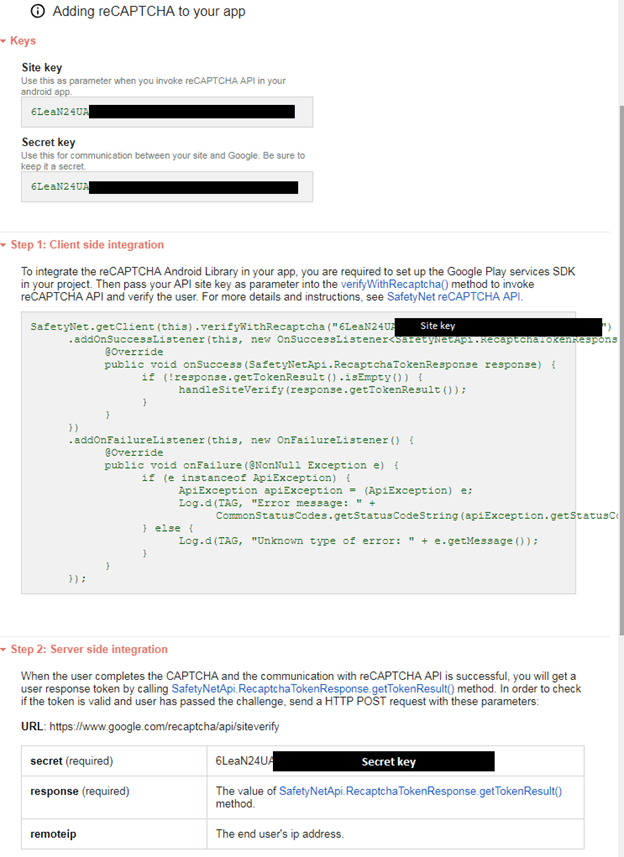 Adding reCAPTCHA to your app
Keys
Site key
Use this as parameter when you invoke reCAPTCHA API in your
android app.
6LeaN24UA
Secret key
Use this for communication between your site and Google. Be sure to
keep it a secret.
6LeaN24UA
Step 1: Client side integration
To integrate the reCAPTCHA Android Library in your app, you are required to set up the Google Play services SDK
in your project. Then pass your API site key as parameter into the verifyWithRecaptcha() method to invoke
reCAPTCHA API and verify the user. For more details and instructions, see SafetyNet reCAPTCHA API.
SafetyNet.getClient(this).verifyWithRecaptcha("6LeaN24UA Site key ")
.addOnSuccessListener(this, new OnSuccessListener<SafetyNetApi.RecaptchaTokenRespons
@Override
public void onSuccess(SafetyNetApi.RecaptchaTokenResponse response) {
if (!response.getTokenResult().isEmpty()) {
handleSiteVerify(response.getTokenResult());
}
}
})
.addOnFailureListener(this, new OnFailureListener() {
@Override
public void onFailure(@NonNull Exception e) {
if (e instanceof ApiException) {
ApiException apiException = (ApiException) e;
Log.d(TAG, "Error message: " +
CommonStatusCodes.getStatusCodeString(apiException.getStatusCo
} else {
Log.d(TAG, "Unknown type of error: " + e.getMessage());
}
}
});
Step 2: Server side integration
When the user completes the CAPTCHA and the communication with reCAPTCHA API is successful, you will get a
user response token by calling SafetyNetApi.RecaptchaTokenResponse.getTokenResult() method. In order to check
if the token is valid and user has passed the challenge, send a HTTP POST request with these parameters:
URL: https://www.google.com/recaptcha/api/siteverify
secret (required) 6LeaN24UA Secret key
response (required) The value of SafetyNetApi.RecaptchaTokenResponse.getTokenResult()
method.
remoteip The end user's ip address.